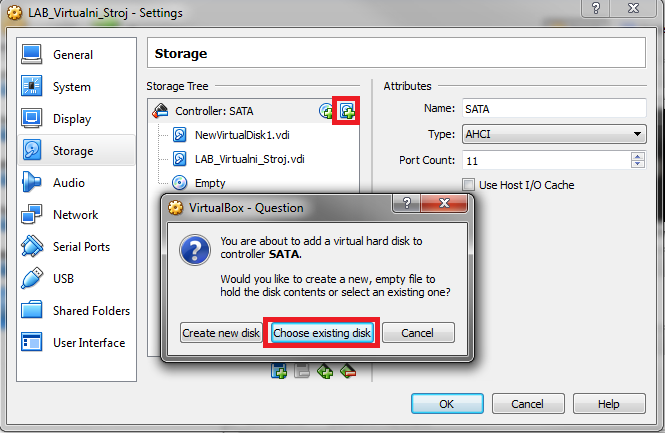 LAB_Virtualni_Stroj - Settings
General
System
Display
Storage
Audio
Network
Serial Ports
USB
Shared Folders
User Interface
Storage
Storage Tree
Controller: SATA
NewVirtualDisk1.vdi
LAB_Virtualni_Stroj.vdi
Empty
Attributes
Name: SATA
Type: AHCI
Port Count: 11
Use Host I/O Cache
VirtualBox - Question
You are about to add a virtual hard disk to
controller SATA.
Would you like to create a new, empty file to
hold the disk contents or select an existing one?
Create new disk Choose existing disk Cancel
OK Cancel Help